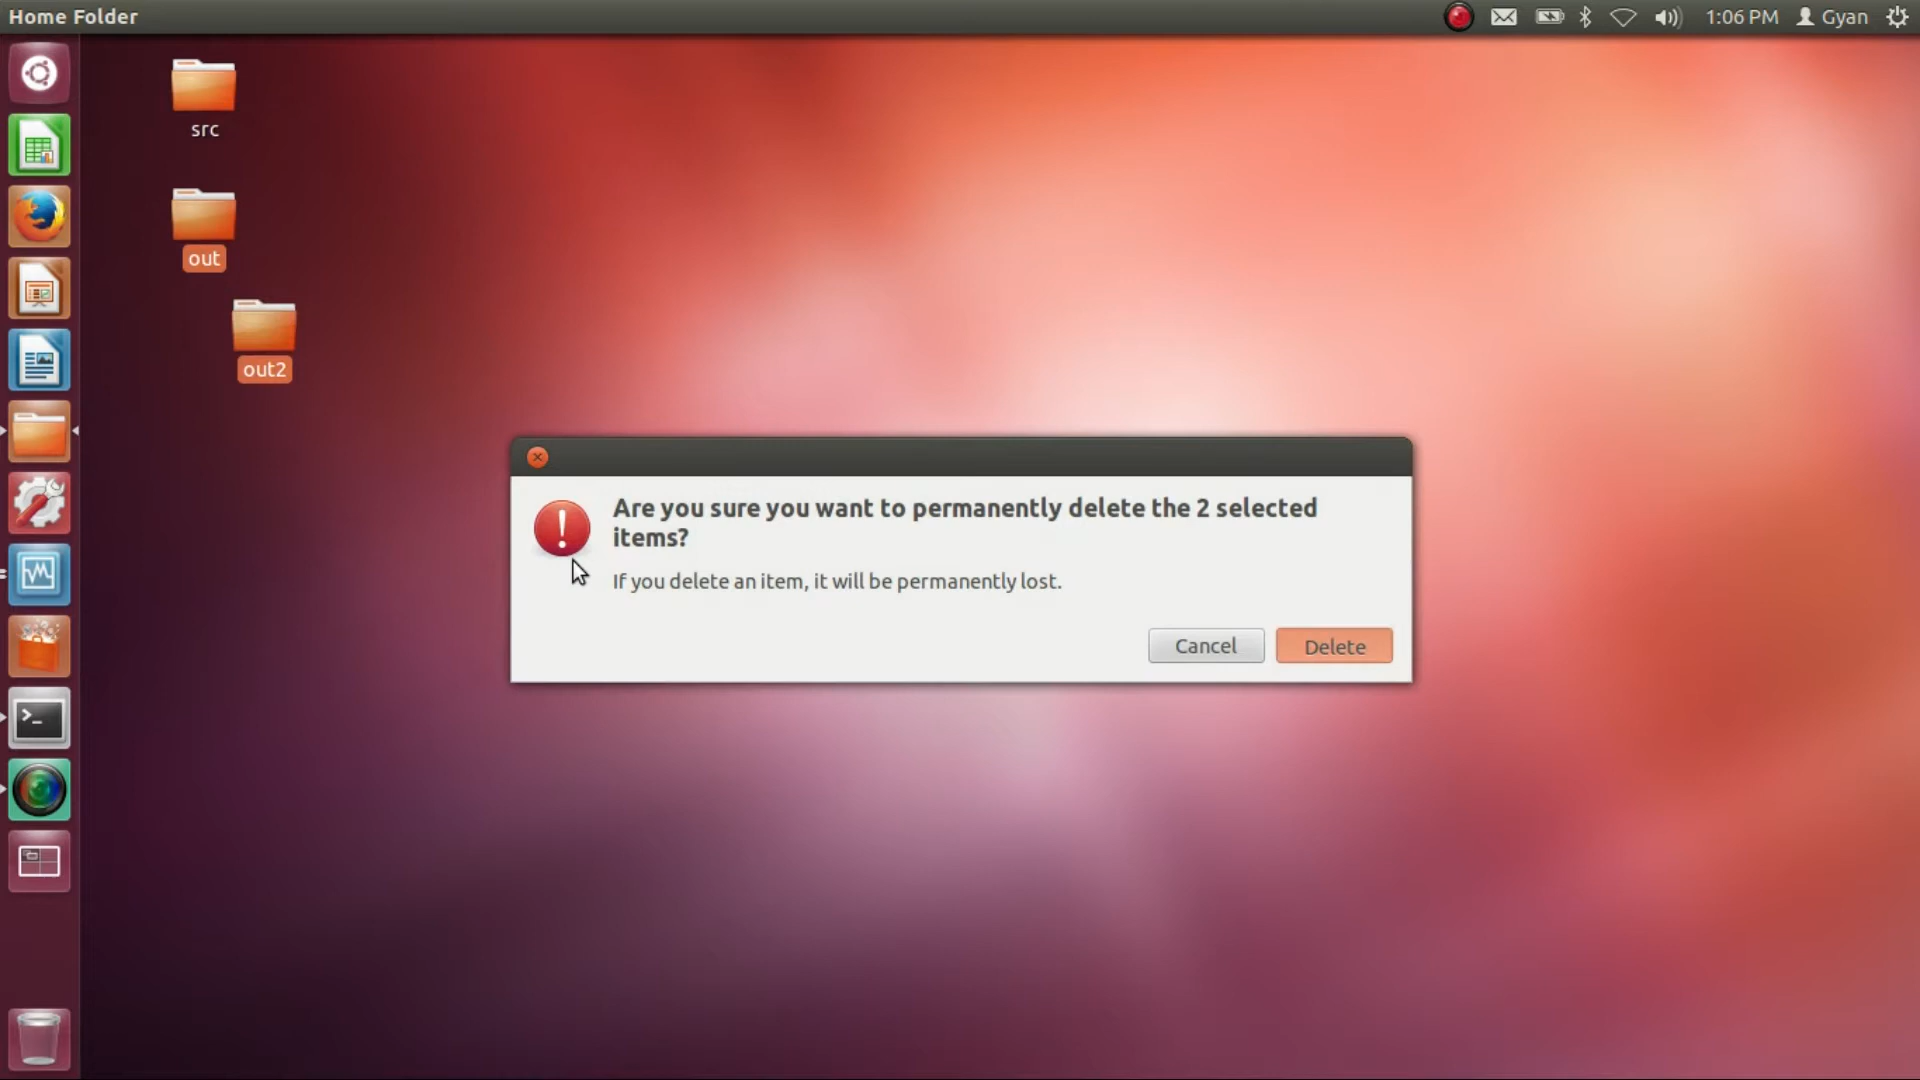 Home Folder
1:06 PM
Gyan
src
out
out2
Are you sure you want to permanently delete the 2 selected
items?
If you delete an item, it will be permanently lost.
Cancel
Delete